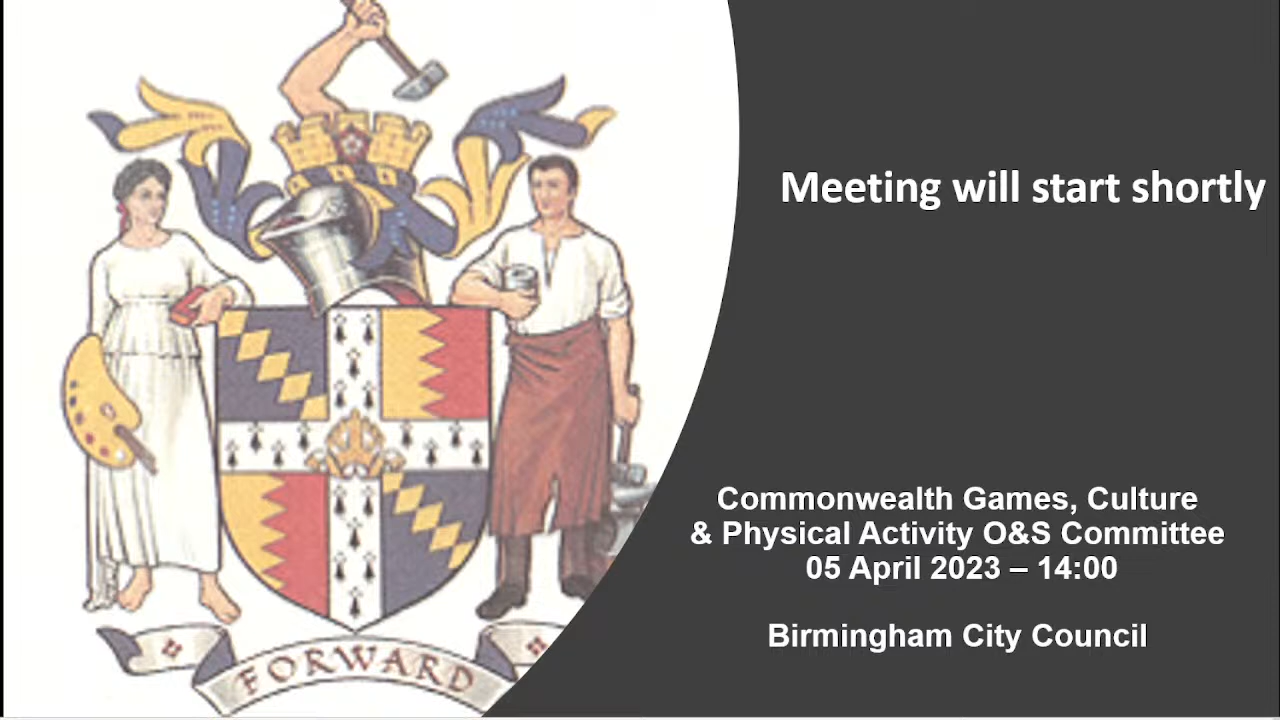 Meeting will start shortly
Commonwealth Games, Culture
& Physical Activity O&S Committee
05 April 2023 – 14:00
Birmingham City Council
FORWARD